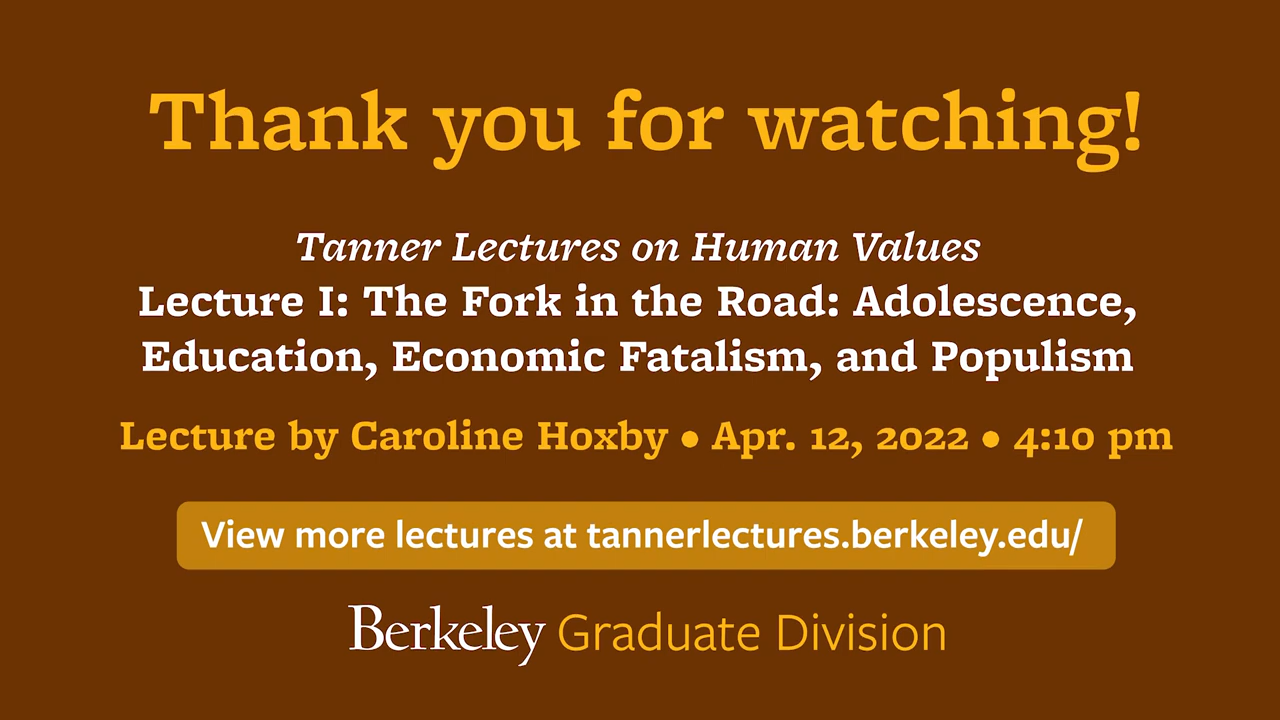 Thank you for watching!
Tanner Lectures on Human Values
Lecture I: The Fork in the Road: Adolescence,
Education, Economic Fatalism, and Populism
Lecture by Caroline Hoxby • Apr. 12, 2022 • 4:10 pm
View more lectures at tannerlectures.berkeley.edu/
Berkeley Graduate Division